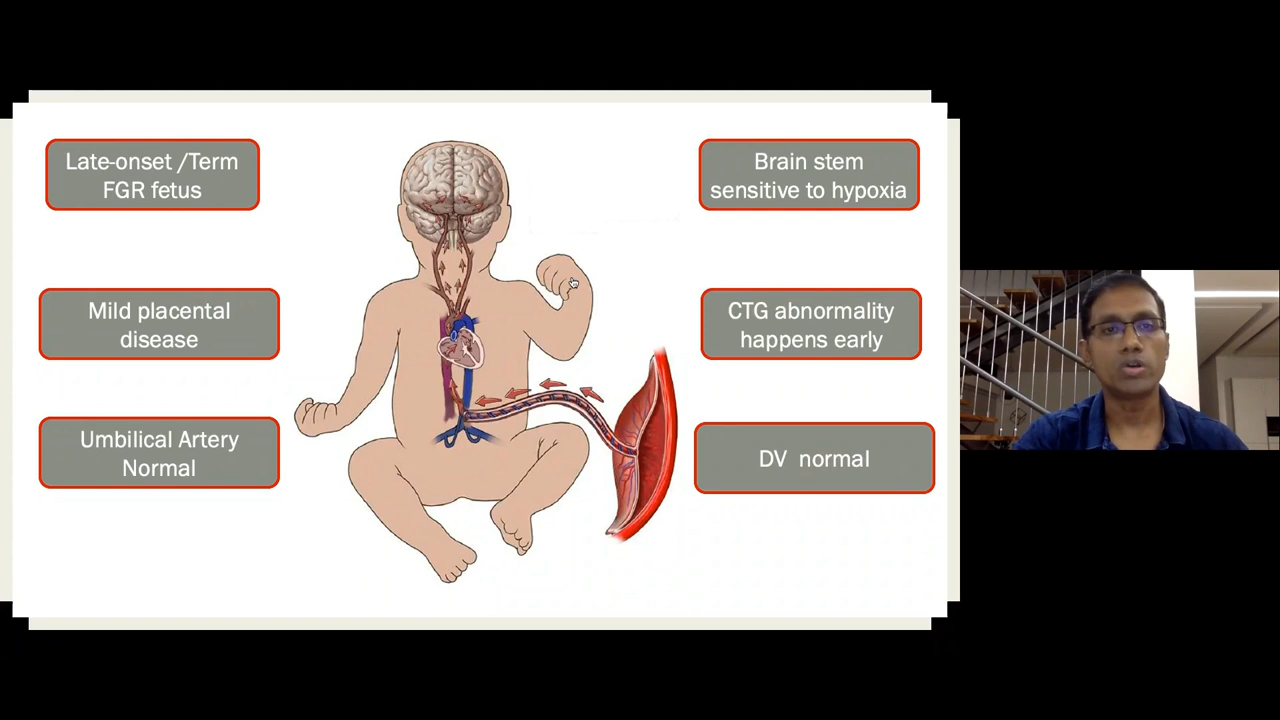 Late-onset /Term
FGR fetus
Mild placental
disease
Umbilical Artery
Normal
Brain stem
sensitive to hypoxia
CTG abnormality
happens early
DV normal